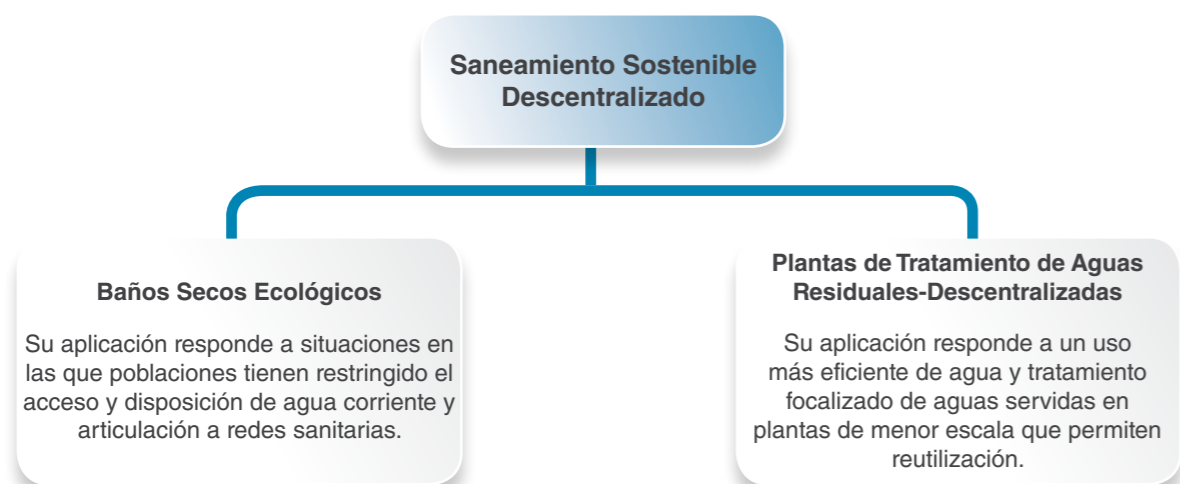 Saneamiento Sostenible
Descentralizado
Baños Secos Ecológicos
Su aplicación responde a situaciones en
las que poblaciones tienen restringido el
acceso y disposición de agua corriente y
articulación a redes sanitarias.
Plantas de Tratamiento de Aguas
Residuales-Descentralizadas
Su aplicación responde a un uso
más eficiente de agua y tratamiento
focalizado de aguas servidas en
plantas de menor escala que permiten
reutilización.